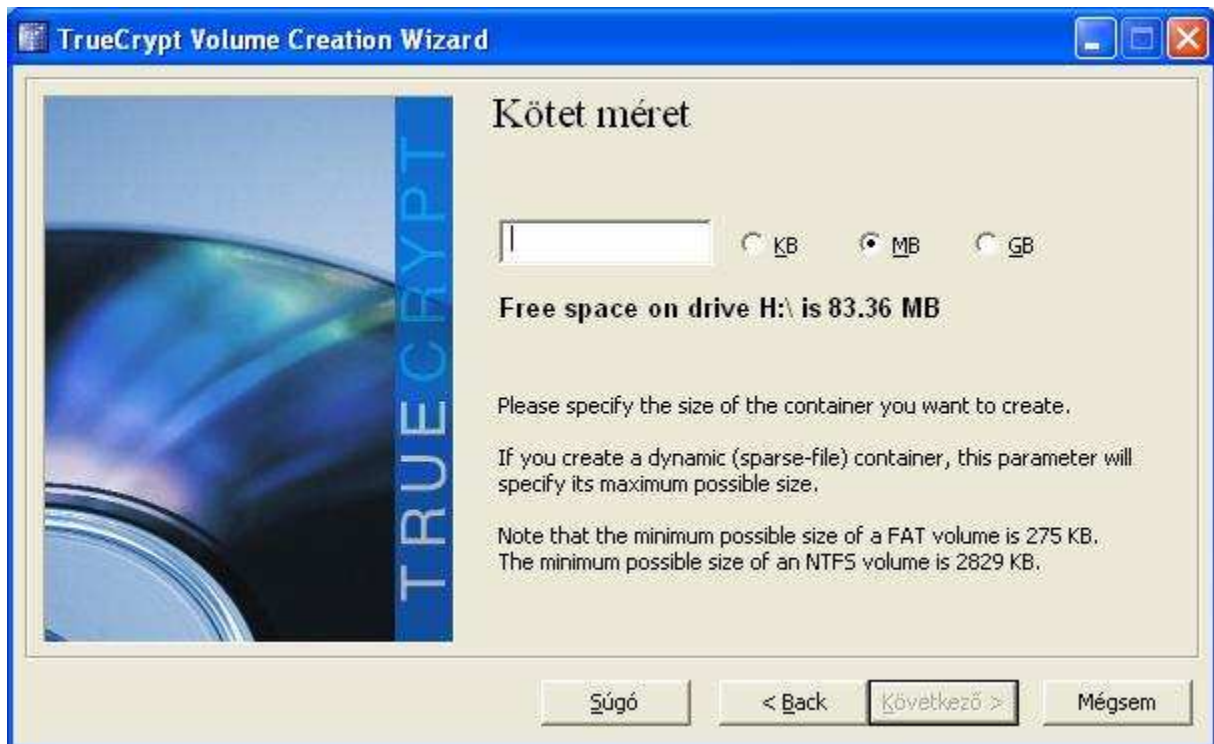 TrueCrypt Volume Creation Wizard
TRUECRYPT
Kötet méret
KB MB GB
Free space on drive H:\ is 83.36 MB
Please specify the size of the container you want to create.
If you create a dynamic (sparse-file) container, this parameter will
specify its maximum possible size.
Note that the minimum possible size of a FAT volume is 275 KB.
The minimum possible size of an NTFS volume is 2829 KB.
Súgó < Back Következő > Mégsem